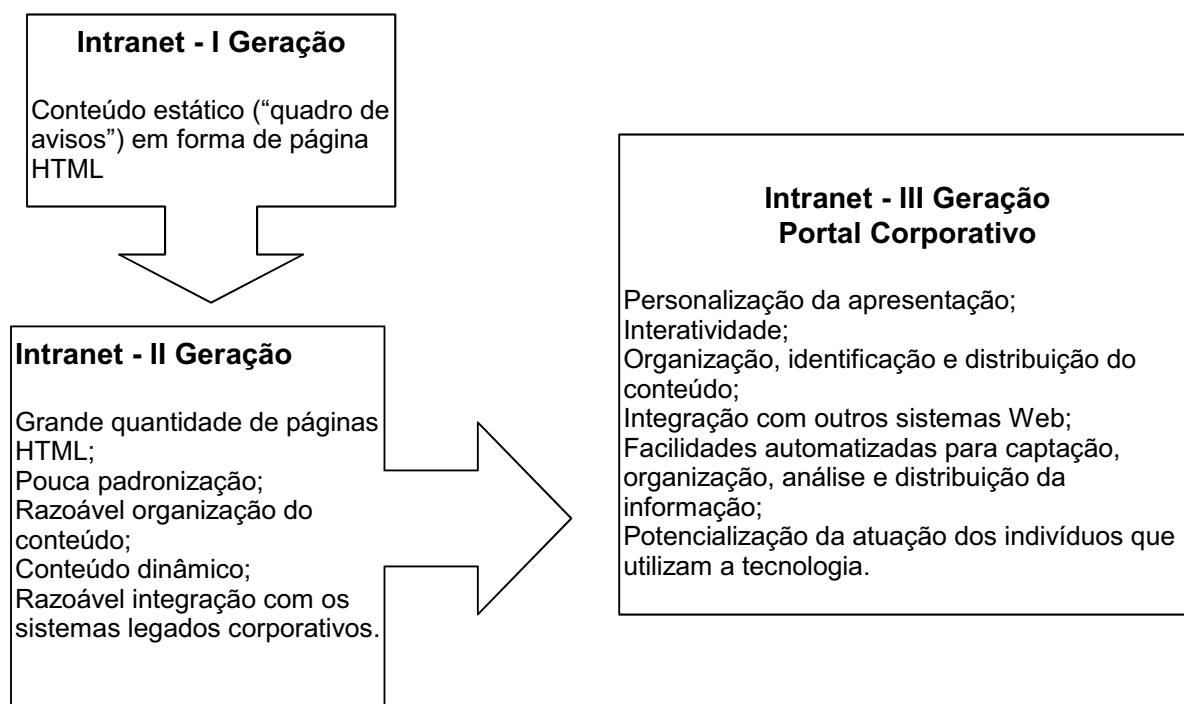 Intranet - I Geração
Conteúdo estático (“quadro de
avisos”) em forma de página
HTML
Intranet - II Geração
Grande quantidade de páginas
HTML;
Pouca padronização;
Razoável organização do
conteúdo;
Conteúdo dinâmico;
Razoável integração com os
sistemas legados corporativos.
Intranet - III Geração
Portal Corporativo
Personalização da apresentação;
Interatividade;
Organização, identificação e distribuição do
conteúdo;
Integração com outros sistemas Web;
Facilidades automatizadas para captação,
organização, análise e distribuição da
informação;
Potencialização da atuação dos indivíduos que
utilizam a tecnologia.